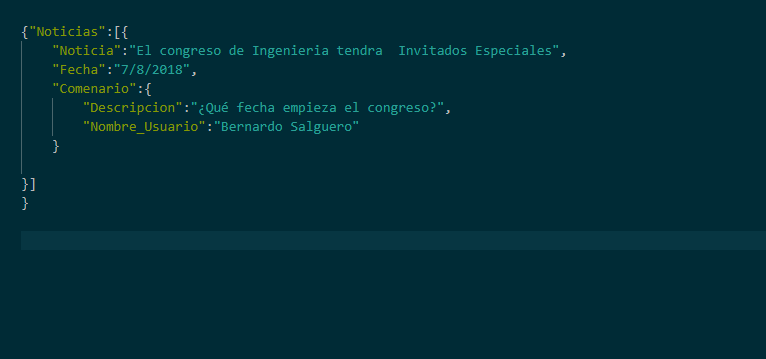 {"Noticias":[{
"Noticia":"El congreso de Ingenieria tendra  Invitados Especiales",
"Fecha":"7/8/2018",
"Comenario":{
"Descripcion":"¿Qué fecha empieza el congreso?",
"Nombre_Usuario":"Bernardo Salguero"
}
}]
}